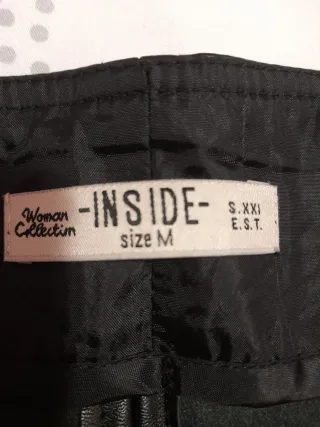 Woman
Collection
-INSIDE-
size M
S.XXI
E.S.T.